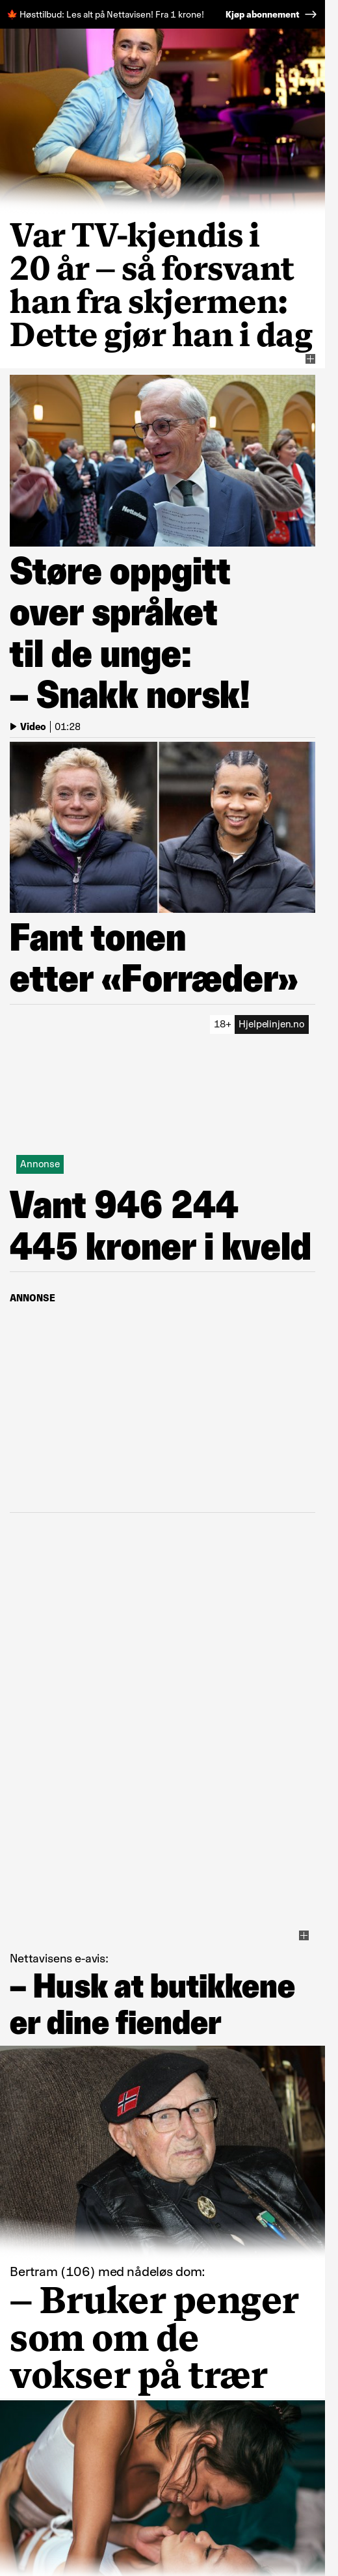 Høsttilbud: Les alt på Nettavisen! Fra 1 krone!
Kjøp abonnement
Var TV-kjendis i
20 år – så forsvant
han fra skjermen:
Dette gjør han i dag
Nettavisen
Støre oppgitt
over språket
til de unge:
– Snakk norsk!
Video | 01:28
Fant tonen
etter «Forræder»
18+ Hjelpelinjen.no
Annonse
Vant 946 244
445 kroner i kveld
ANNONSE
Nettavisens e-avis:
– Husk at butikkene
er dine fiender
Bertram (106) med nådeløs dom:
– Bruker penger
som om de
vokser på trær